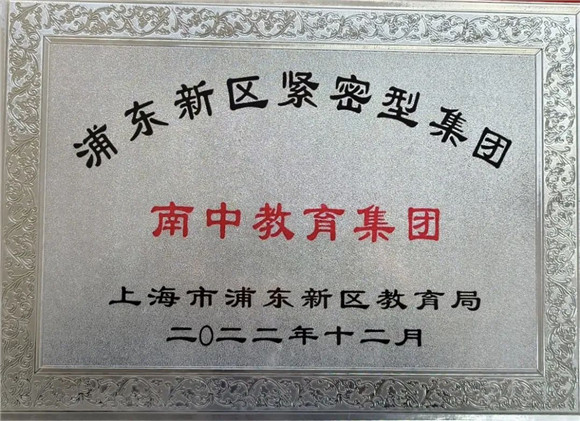 浦东新区紧密型集团
南中教育集团
上海市浦东新区教育局
二〇二二年十二月